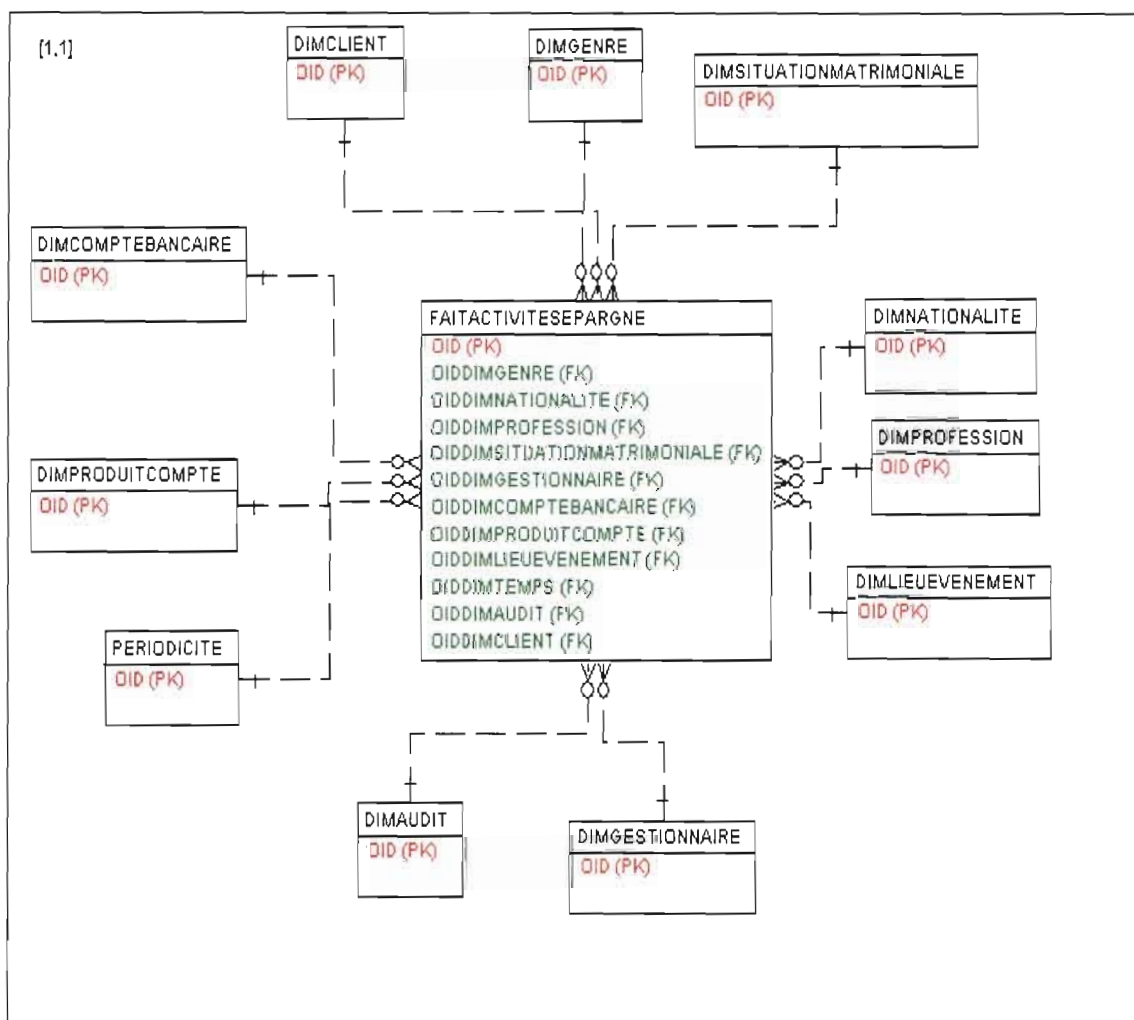 [1.1]
DIMCLIENT
OID (PK)
DIMGENRE
OID (PK)
DIMSITUATIONMATRIMONIALE
OID (PK)
DIMCOMPTEBANCAIRE
OID (PK)
FAITACTIVITESEPARGNE
OID (PK)
OIDDIMGENRE (FK)
OIDDIMNATIONALITE (FK)
OIDDIMPROFESSION (FK)
OIDDIMSITUATIONMATRIMONIALE (FK)
OIDDIMGESTIONNAIRE (FK)
OIDDIMCOMPTEBANCAIRE (FK)
OIDDIMPRODUITCOMPTE (FK)
OIDDIMLIEUEVENEMENT (FK)
OIDDIMTEMPS (FK)
OIDDIMAUDIT (FK)
OIDDIMCLIENT (FK)
DIMNATIONALITE
OID (PK)
DIMPROFESSION
OID (PK)
DIMPRODUITCOMPTE
OID (PK)
DIMLIEUEVENEMENT
OID (PK)
PERIODICITE
OID (PK)
DIMAUDIT
OID (PK)
DIMGESTIONNAIRE
OID (PK)